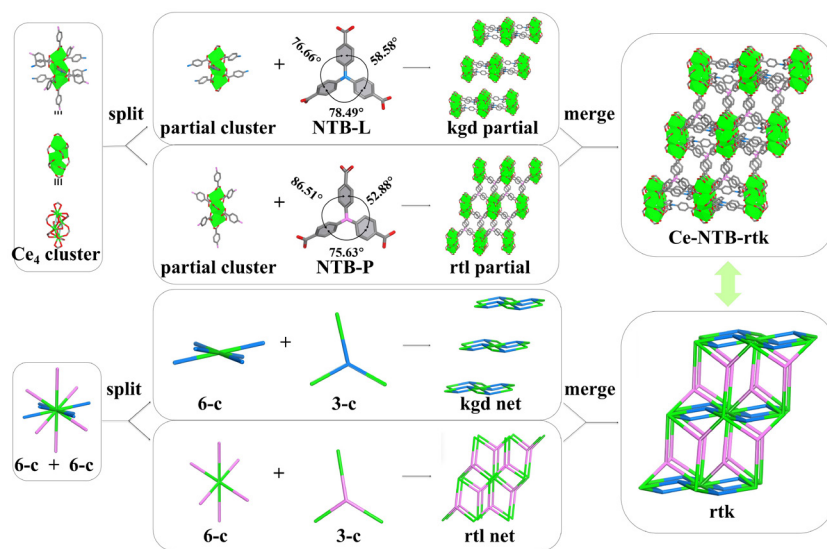 split
76.66°
58.58°
78.49°
+
partial cluster
NTB-L
kgd partial
merge
Ce₄ cluster
86.51°
52.88°
75.63°
+
partial cluster
NTB-P
rtl partial
Ce-NTB-rtk
split
6-c + 6-c
+
6-c
3-c
kgd net
merge
+
6-c
3-c
rtl net
rtk